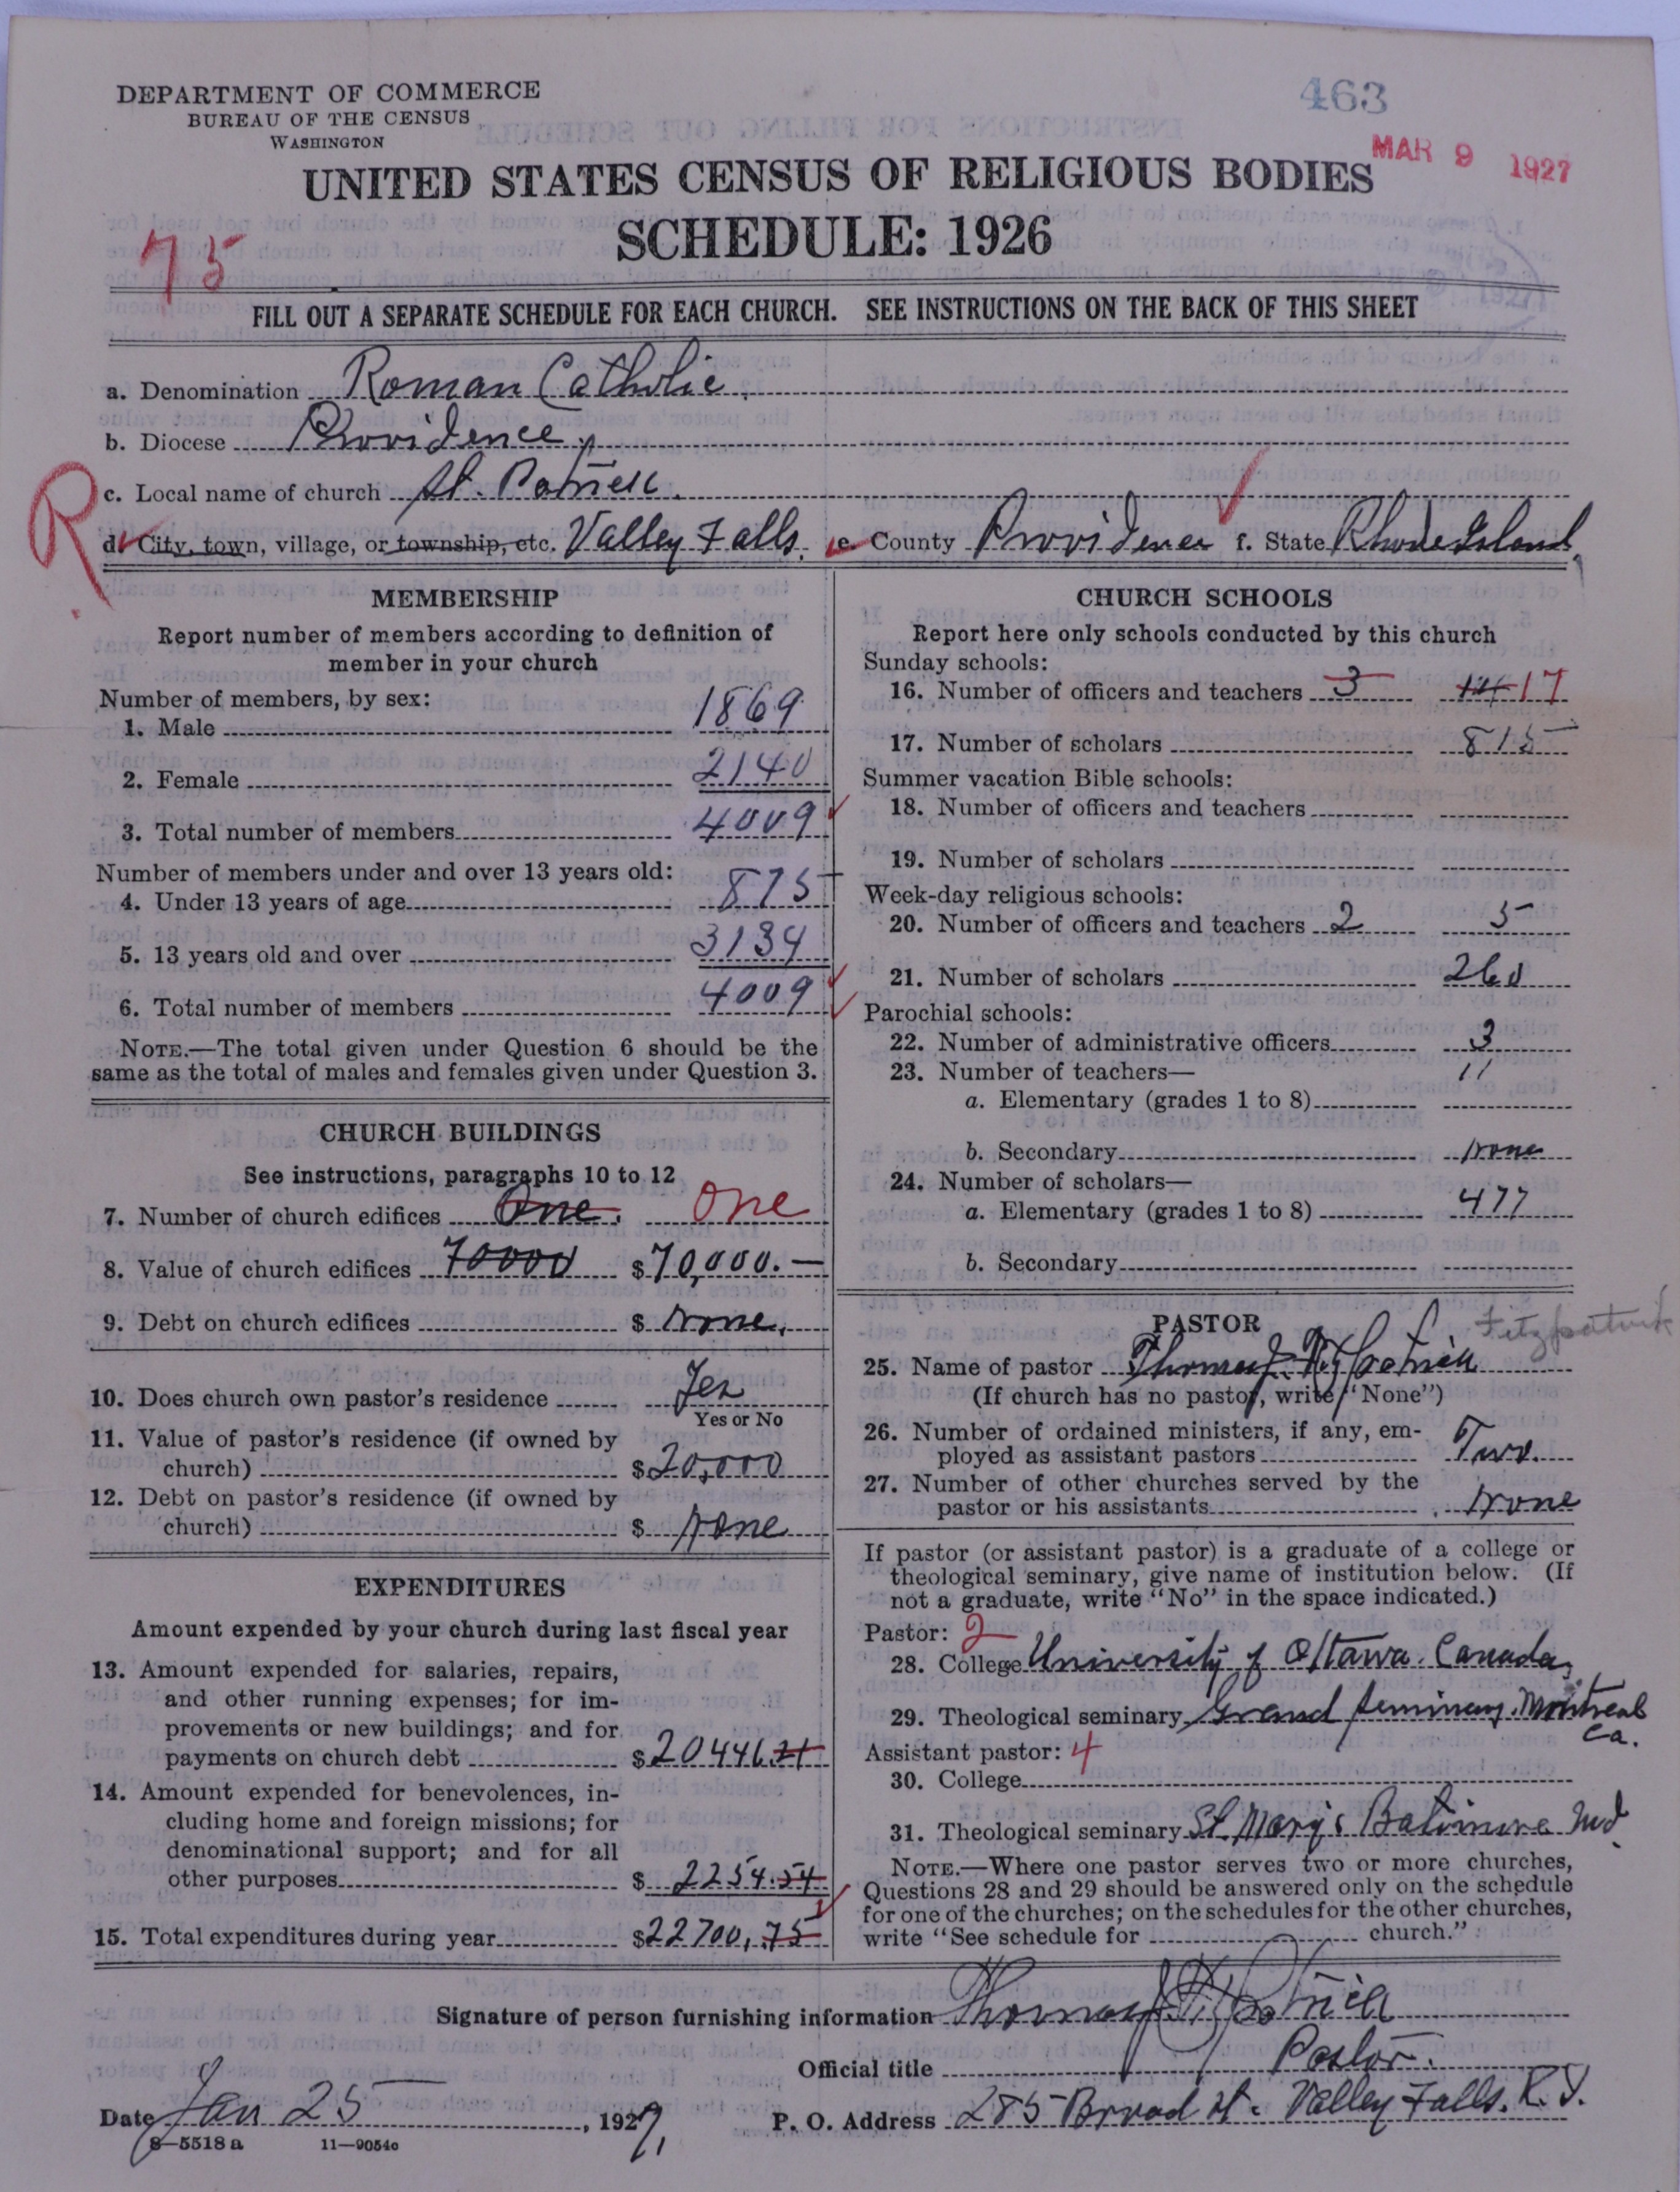 DEPARTMENT OF COMMERCE
BUREAU OF THE CENSUS
WASHINGTON
463
MAR 9 1927
UNITED STATES CENSUS OF RELIGIOUS BODIES
SCHEDULE: 1926
75
FILL OUT A SEPARATE SCHEDULE FOR EACH CHURCH. SEE INSTRUCTIONS ON THE BACK OF THIS SHEET
a. Denomination Roman Catholic.
b. Diocese Providence
c. Local name of church St. Patrick.
R
d. City, town, village, or township, etc. Valley Falls. e. County Providence f. State Rhode Island.
MEMBERSHIP
Report number of members according to definition of
member in your church
Number of members, by sex:
1. Male 1869
2. Female 2140
3. Total number of members 4009
Number of members under and over 13 years old:
4. Under 13 years of age 875
5. 13 years old and over 3134
6. Total number of members 4009
NOTE.—The total given under Question 6 should be the
same as the total of males and females given under Question 3.
CHURCH BUILDINGS
See instructions, paragraphs 10 to 12
7. Number of church edifices One. One
8. Value of church edifices 70000 $70,000.—
9. Debt on church edifices $ None.
10. Does church own pastor's residence Yes
Yes or No
11. Value of pastor's residence (if owned by
church) $20,000
12. Debt on pastor's residence (if owned by
church) $ none
EXPENDITURES
Amount expended by your church during last fiscal year
13. Amount expended for salaries, repairs,
and other running expenses; for im-
provements or new buildings; and for
payments on church debt $20446.21
14. Amount expended for benevolences, in-
cluding home and foreign missions; for
denominational support; and for all
other purposes $2254.54
15. Total expenditures during year $22700.75
CHURCH SCHOOLS
Report here only schools conducted by this church
Sunday schools:
16. Number of officers and teachers 3 14 17
17. Number of scholars 815
Summer vacation Bible schools:
18. Number of officers and teachers
19. Number of scholars
Week-day religious schools:
20. Number of officers and teachers 2 5
21. Number of scholars 260
Parochial schools:
22. Number of administrative officers 3
23. Number of teachers— 11
a. Elementary (grades 1 to 8)
b. Secondary none
24. Number of scholars—
a. Elementary (grades 1 to 8) 477
b. Secondary
PASTOR
Fitzpatrick
25. Name of pastor Thomas J. Fitzpatrick
(If church has no pastor, write "None")
26. Number of ordained ministers, if any, em-
ployed as assistant pastors Two.
27. Number of other churches served by the
pastor or his assistants none
If pastor (or assistant pastor) is a graduate of a college or
theological seminary, give name of institution below. (If
not a graduate, write "No" in the space indicated.)
Pastor: 2
28. College University of Ottawa. Canada.
29. Theological seminary Grand Seminary. Montreal
Ca.
Assistant pastor: 4
30. College
31. Theological seminary St. Mary's Baltimore Md.
NOTE.—Where one pastor serves two or more churches,
Questions 28 and 29 should be answered only on the schedule
for one of the churches; on the schedules for the other churches,
write "See schedule for church."
Signature of person furnishing information Thomas J. Fitzpatrick
Official title Pastor.
Date Jan 25, 1927. P. O. Address 285 Broad St. Valley Falls. R. I.
8—5518 a 11—9054c